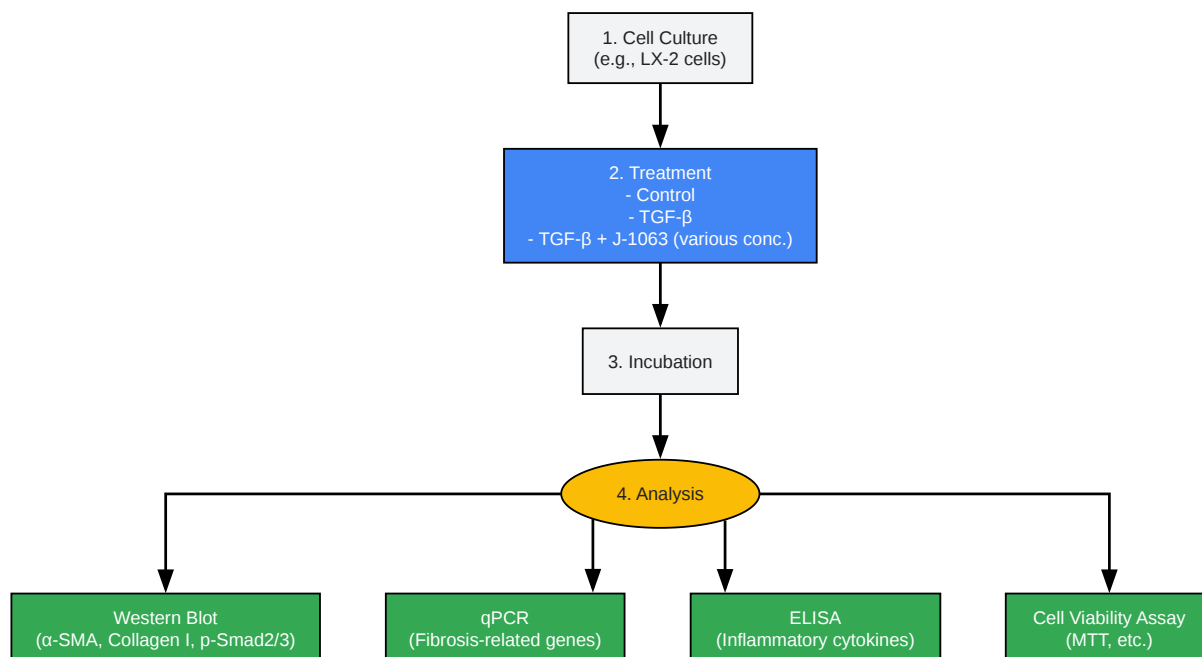 1. Cell Culture
(e.g., LX-2 cells)
2. Treatment
- Control
- TGF-β
- TGF-β + J-1063 (various conc.)
3. Incubation
4. Analysis
Western Blot
(α-SMA, Collagen I, p-Smad2/3)
qPCR
(Fibrosis-related genes)
ELISA
(Inflammatory cytokines)
Cell Viability Assay
(MTT, etc.)